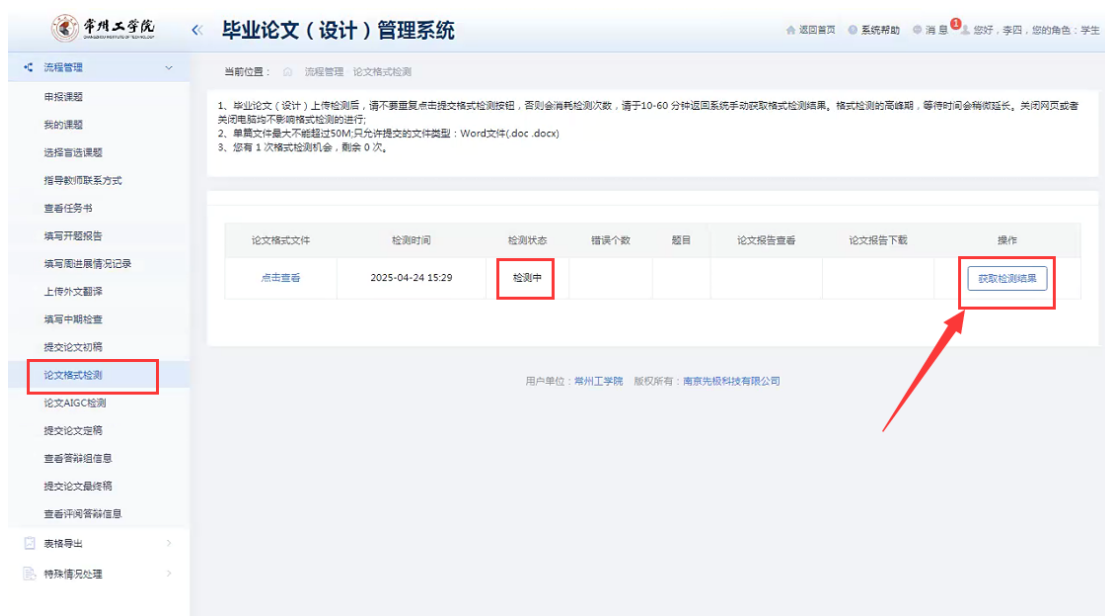 常州工学院
毕业论文（设计）管理系统
返回首页 系统帮助 消息 1 您好，李四，您的角色：学生
流程管理
申报课题
我的课题
选择盲选课题
指导教师联系方式
查看任务书
填写开题报告
填写周进展情况记录
上传外文翻译
填写中期检查
提交论文初稿
论文格式检测
论文AIGC检测
提交论文定稿
查看答辩组信息
提交论文最终稿
查看评阅答辩信息
表格导出
特殊情况处理
当前位置： 流程管理 论文格式检测
1、毕业论文（设计）上传检测后，请不要重复点击提交格式检测按钮，否则会消耗检测次数，请于10-60 分钟返回系统手动获取格式检测结果。格式检测的高峰期，等待时间会稍微延长。关闭网页或者
关闭电脑均不影响格式检测的进行;
2、单篇文件最大不能超过50M;只允许提交的文件类型：Word文件(.doc .docx)
3、您有 1 次格式检测机会，剩余 0 次。
论文格式文件 检测时间 检测状态 错误个数 题目 论文报告查看 论文报告下载 操作
点击查看 2025-04-24 15:29 检测中 获取检测结果
用户单位：常州工学院 版权所有：南京先极科技有限公司